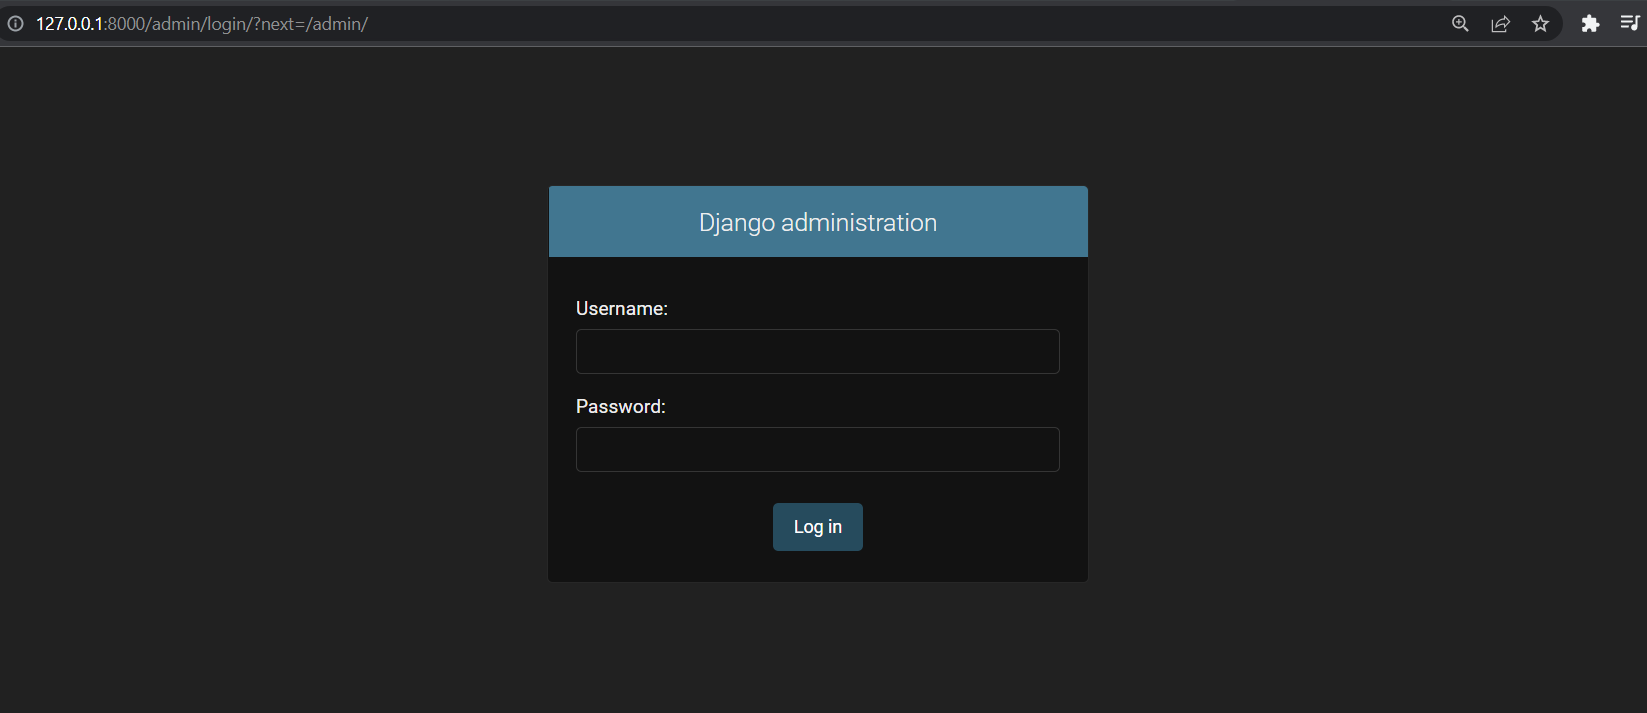 127.0.0.1:8000/admin/login/?next=/admin/
Django administration
Username:
Password:
Log in